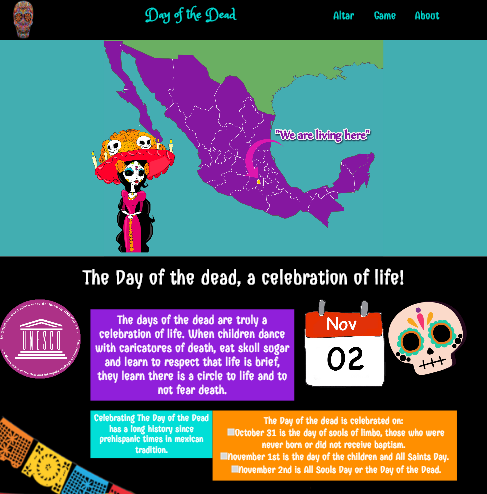 Day of the Dead
Altar Game About
"We are living here"
The Day of the dead, a celebration of life!
UNESCO
The days of the dead are truly a
celebration of life. When children dance
with caricatures of death, eat skull sugar
and learn to respect that life is brief,
they learn there is a circle to life and to
not fear death.
Nov
02
Celebrating The Day of the Dead
has a long history since
prehispanic times in mexican
tradition.
The Day of the dead is celebrated on:
October 31 is the day of souls of limbo, those who were
never born or did not receive baptism.
November 1st is the day of the children and All Saints Day.
November 2nd is All Souls Day or the Day of the Dead.